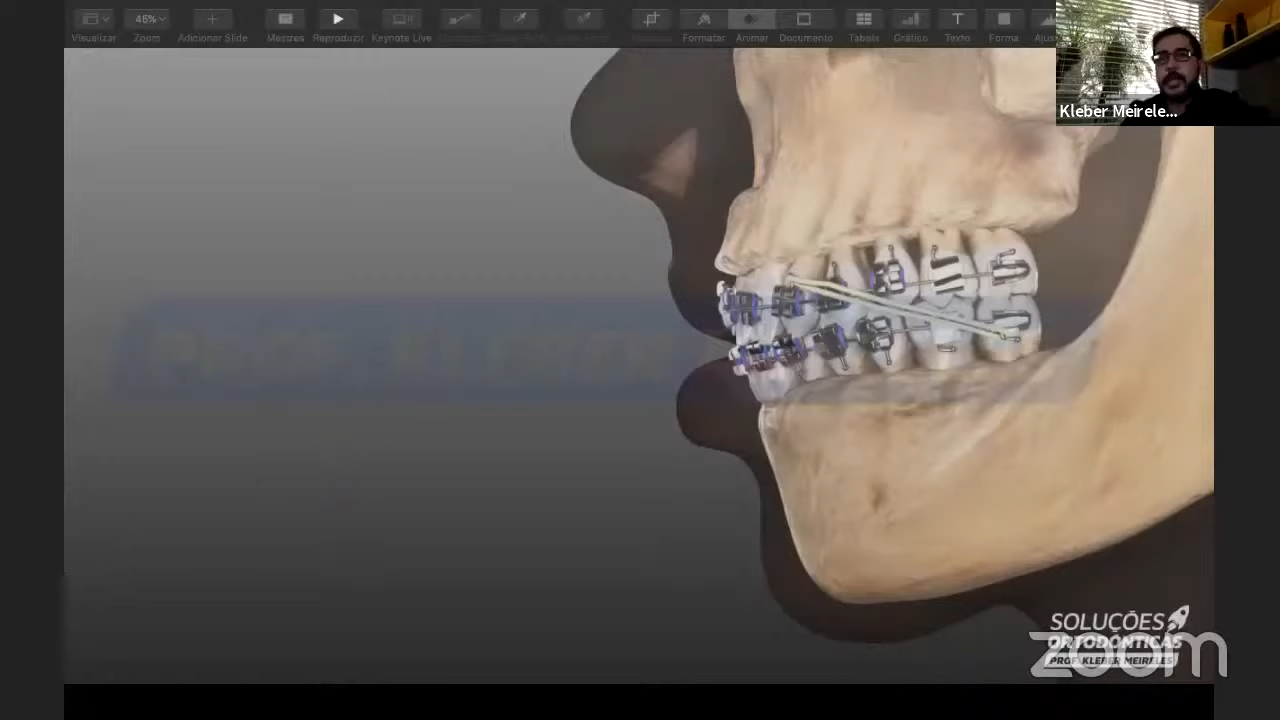 45%
Visualizar Zoom Adicionar Slide Mestres Reproduzir Keynote Live Formatar Animar Documento Tabela Gráfico Texto Forma
Kleber Meirele...
SOLUÇÕES
ORTODÔNTICAS
PROF. KLEBER MEIRELES
zoom